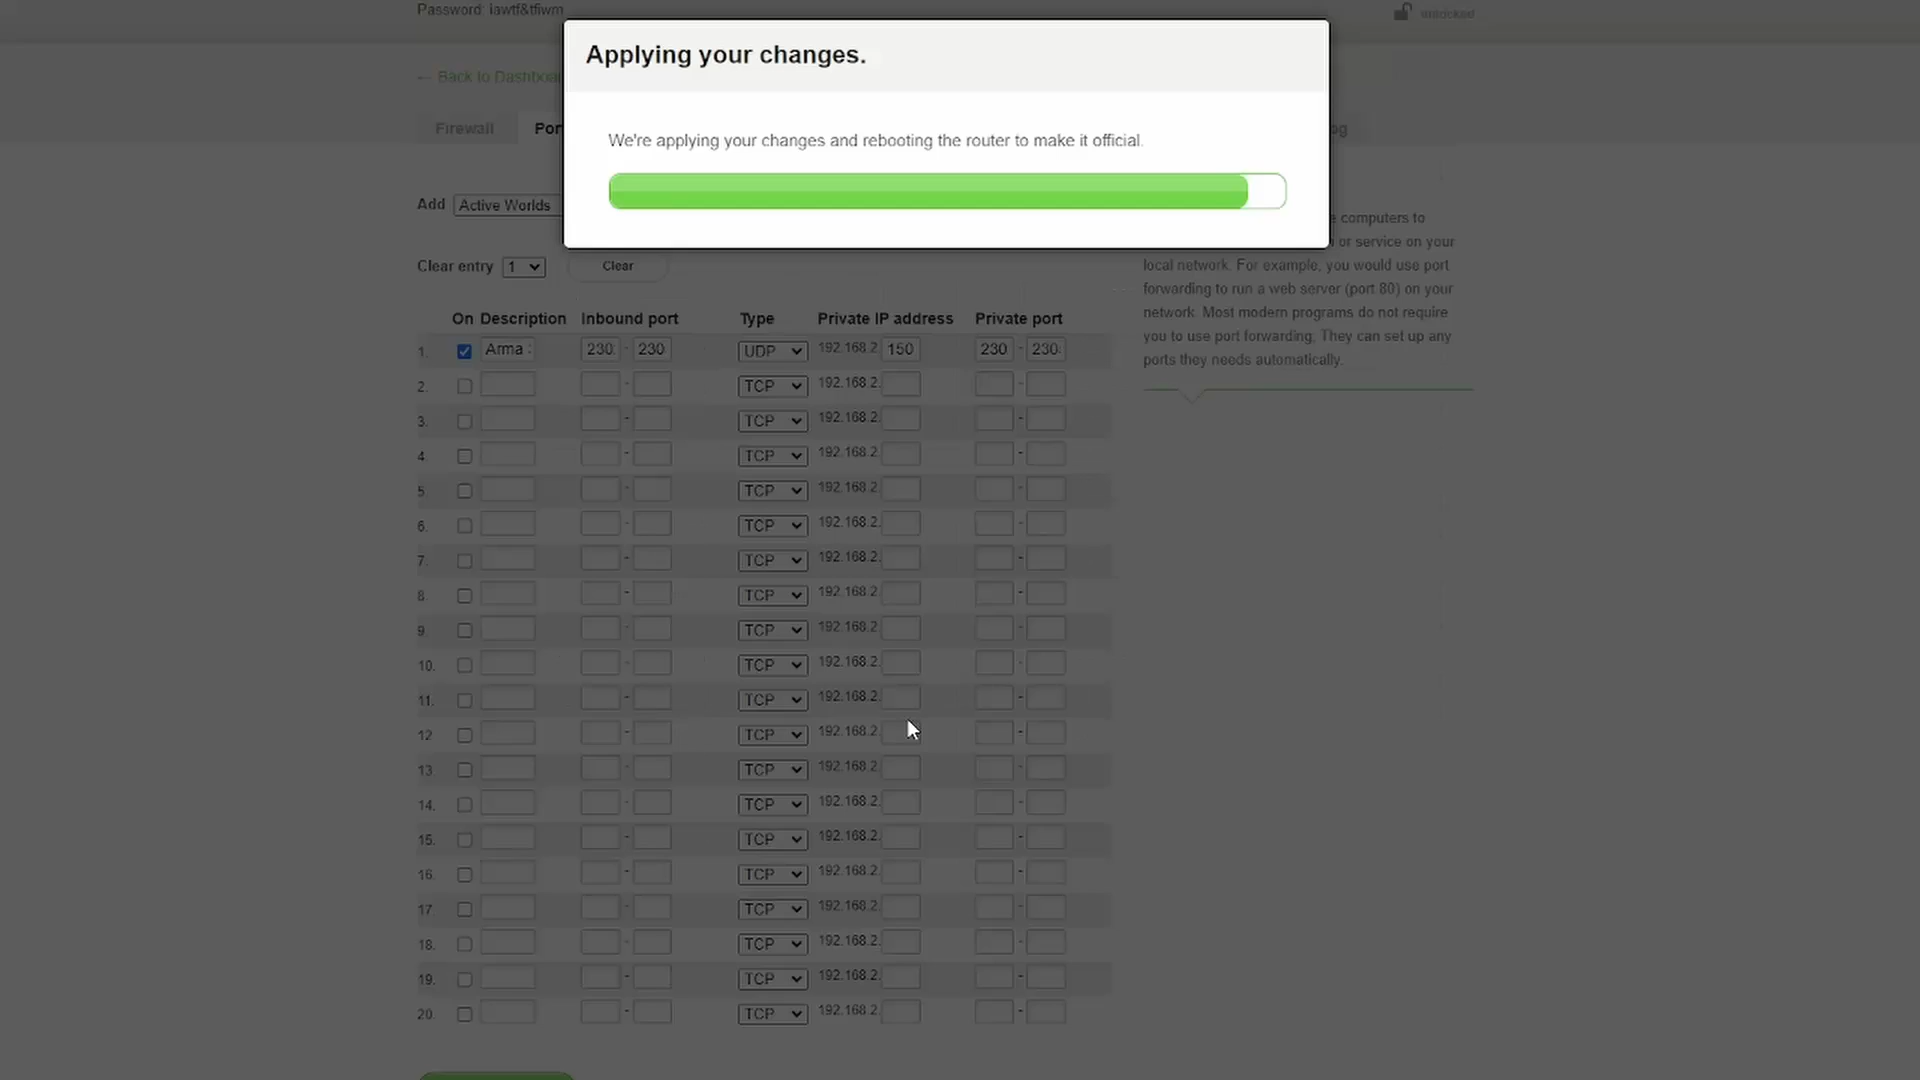 Password:
unlocked
Applying your changes.
We're applying your changes and rebooting the router to make it official.
← Back to Dashboa
Firewall
Por
og
Add Active Worlds
Clear entry 1 Clear
e computers to
or service on your
local network. For example, you would use port
forwarding to run a web server (port 80) on your
network. Most modern programs do not require
you to use port forwarding. They can set up any
ports they needs automatically.
On Description Inbound port Type Private IP address Private port
1. Arma 230 - 230 UDP 192.168.2. 150 230 - 230
2. - TCP 192.168.2. -
3. - TCP 192.168.2. -
4. - TCP 192.168.2. -
5. - TCP 192.168.2. -
6. - TCP 192.168.2. -
7. - TCP 192.168.2. -
8. - TCP 192.168.2. -
9. - TCP 192.168.2. -
10. - TCP 192.168.2. -
11. - TCP 192.168.2. -
12 - TCP 192.168.2. -
13. - TCP 192.168.2. -
14. - TCP 192.168.2. -
15. - TCP 192.168.2. -
16. - TCP 192.168.2. -
17. - TCP 192.168.2. -
18. - TCP 192.168.2. -
19. - TCP 192.168.2. -
20. - TCP 192.168.2. -